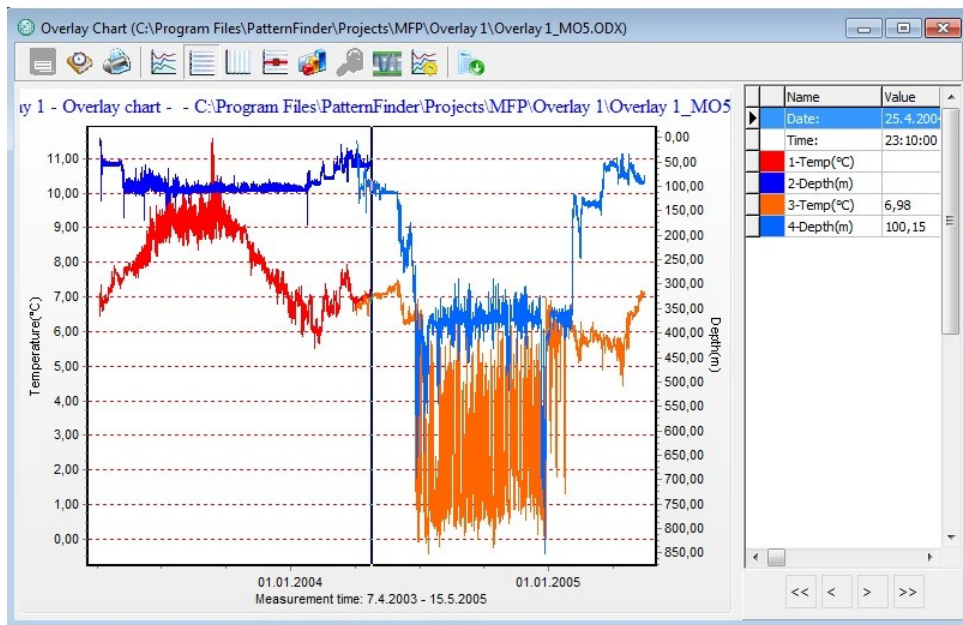 Overlay Chart (C:\Program Files\PatternFinder\Projects\MFP\Overlay 1\Overlay 1_MO5.ODX)
y 1 - Overlay chart - - C:\Program Files\PatternFinder\Projects\MFP\Overlay 1\Overlay 1_MO5
Name Value
Date: 25.4.200
Time: 23:10:00
1-Temp(°C)
2-Depth(m)
3-Temp(°C) 6,98
4-Depth(m) 100,15
Temperature(°C)
11,00
10,00
9,00
8,00
7,00
6,00
5,00
4,00
3,00
2,00
1,00
0,00
0,00
50,00
100,00
150,00
200,00
250,00
300,00
350,00
400,00
450,00
500,00
550,00
600,00
650,00
700,00
750,00
800,00
850,00
Depth(m)
01.01.2004 01.01.2005
Measurement time: 7.4.2003 - 15.5.2005
<< < > >>